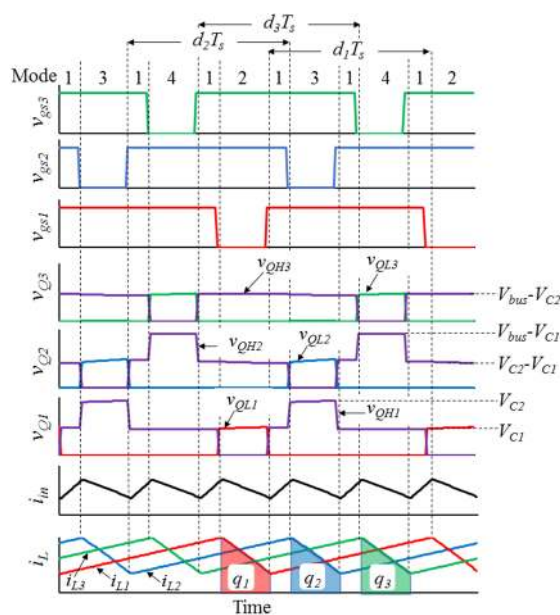 d3Ts
d2Ts
d1Ts
Mode 1 3 1 4 1 2 1 3 1 4 1 2
vgs3
vgs2
vgs1
vQ3
vQH3
vQL3
Vbus-VC2
vQ2
vQH2
vQL2
Vbus-VC1
VC2-VC1
vQ1
vQL1
vQH1
VC2
VC1
iin
iL
iL3
iL1
iL2
q1
q2
q3
Time